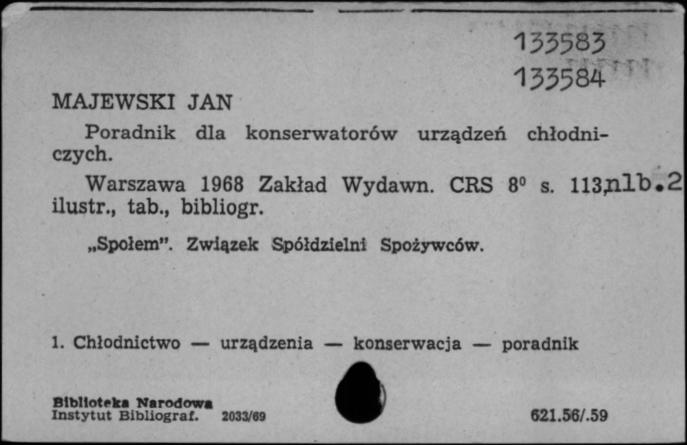 133583
133584
MAJEWSKI JAN
Poradnik dla konserwatorów urządzeń chłodni-
czych.
Warszawa 1968 Zakład Wydawn. CRS 8⁰ s. 113,nlb.2
ilustr., tab., bibliogr.
„Społem”. Związek Spółdzielni Spożywców.
1. Chłodnictwo — urządzenia — konserwacja — poradnik
Biblioteka Narodowa
Instytut Bibliograf. 2033/69 621.56/.59